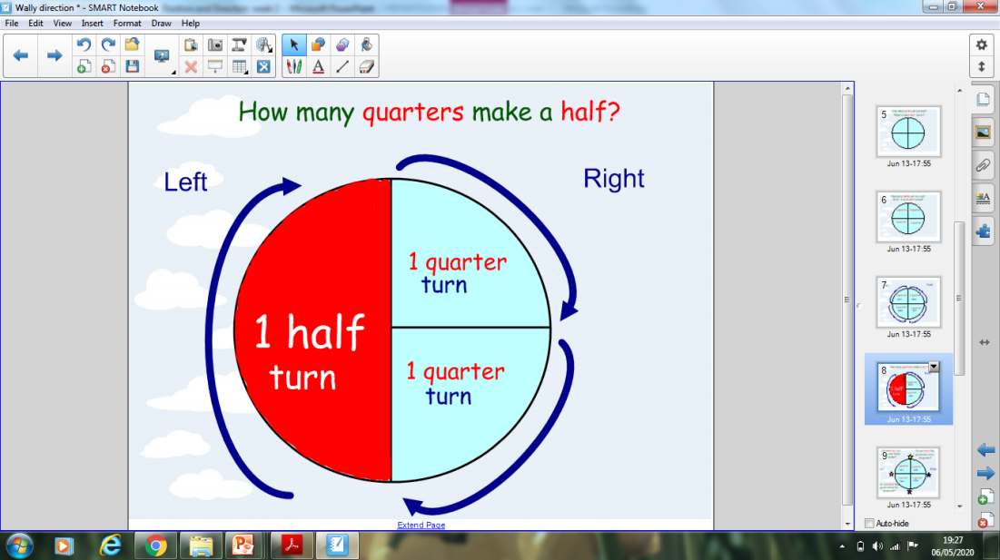 Wally direction * - SMART Notebook
File Edit View Insert Format Draw Help
How many quarters make a half?
Left
Right
1 quarter
turn
1 half
turn
1 quarter
turn
Extend Page
5
Jun 13-17:55
6
Jun 13-17:55
7
Jun 13-17:55
8
Jun 13-17:55
9
Jun 13-17:55
Auto-hide
19:27
06/05/2020